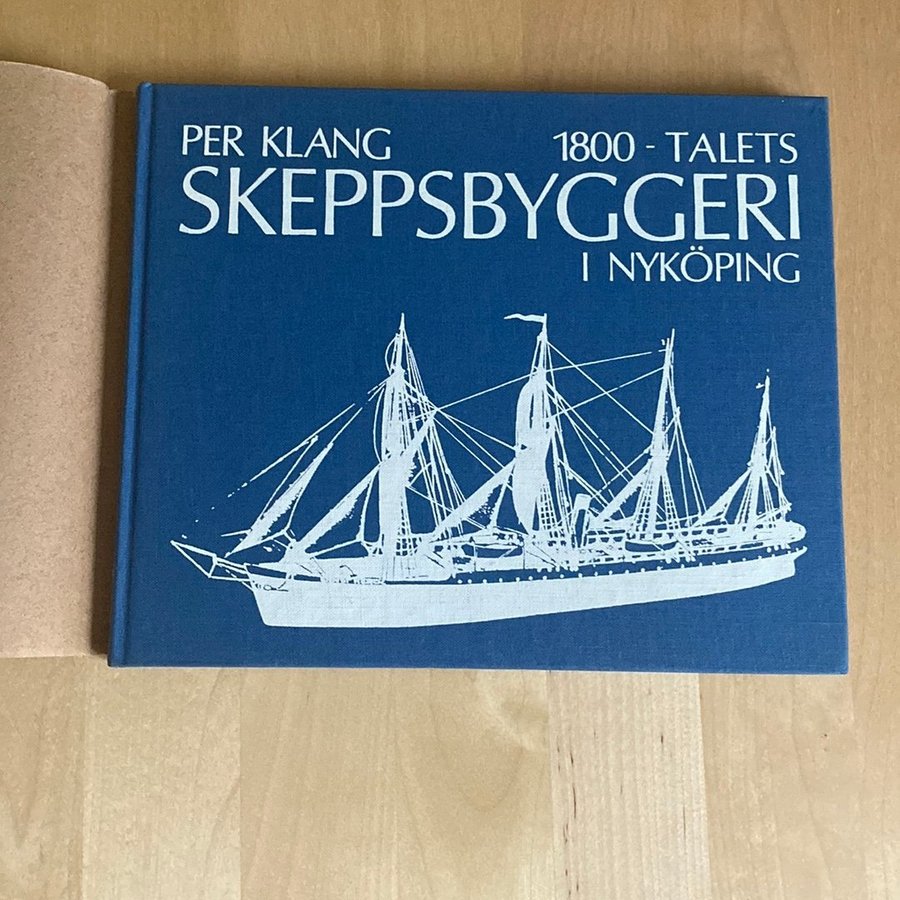 PER KLANG 1800 - TALETS
SKEPPSBYGGERI
I NYKÖPING